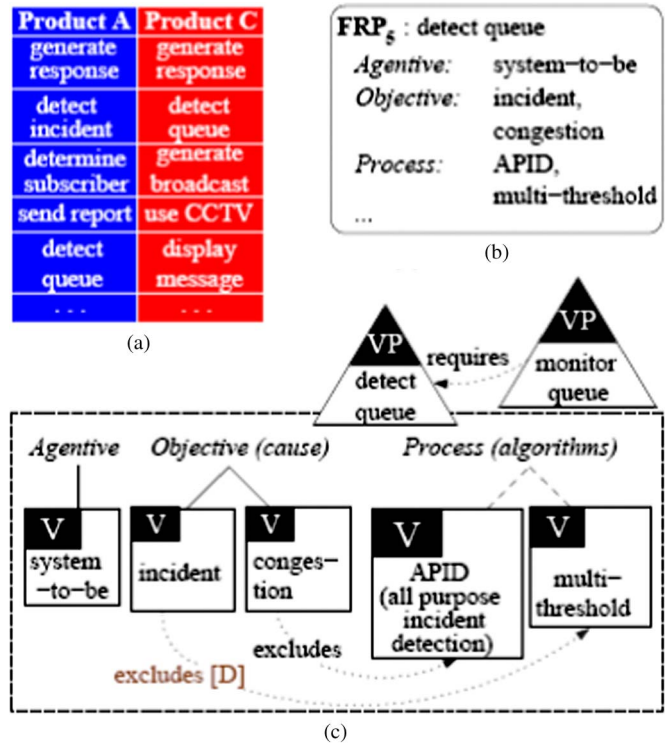 Product A Product C
generate generate
response response
detect detect
incident queue
determine generate
subscriber broadcast
send report use CCTV
detect display
queue message
. . . . . .
(a)
FRP5 : detect queue
Agentive: system-to-be
Objective: incident,
congestion
Process: APID,
multi-threshold
...
(b)
VP
detect
queue
requires
VP
monitor
queue
Agentive Objective (cause) Process (algorithms)
V V V V V
system
-to-be
incident
conges-
tion
APID
(all purpose
incident
detection)
multi-
threshold
excludes
excludes [D]
(c)